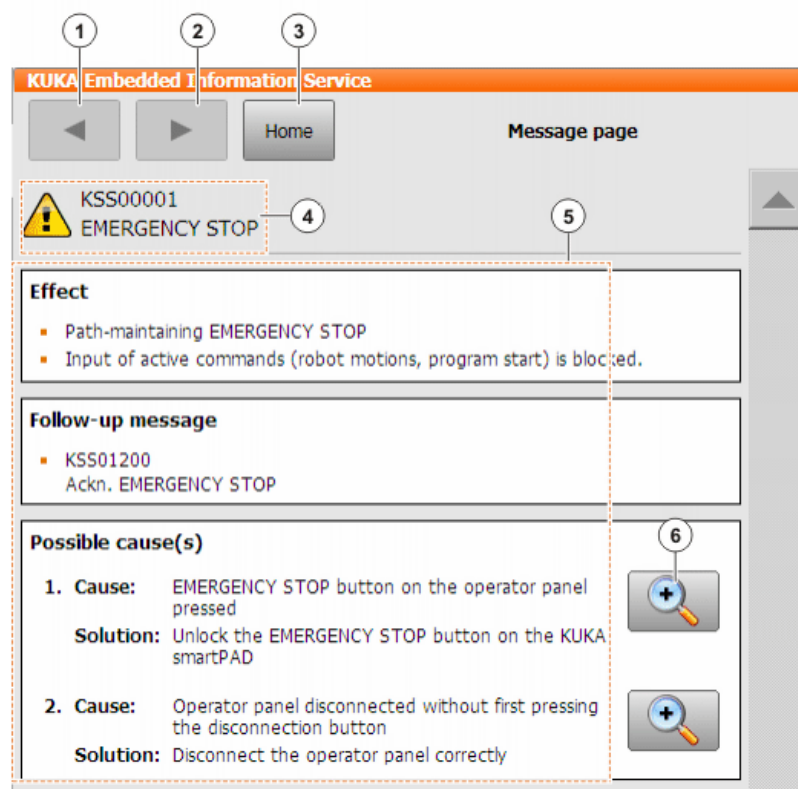 1 2 3
KUKA Embedded Information Service
Home
Message page
KSS00001
EMERGENCY STOP
4
5
Effect
▪ Path-maintaining EMERGENCY STOP
▪ Input of active commands (robot motions, program start) is blocked.
Follow-up message
▪ KSS01200
Ackn. EMERGENCY STOP
Possible cause(s)
6
1. Cause: EMERGENCY STOP button on the operator panel
pressed
Solution: Unlock the EMERGENCY STOP button on the KUKA
smartPAD
2. Cause: Operator panel disconnected without first pressing
the disconnection button
Solution: Disconnect the operator panel correctly